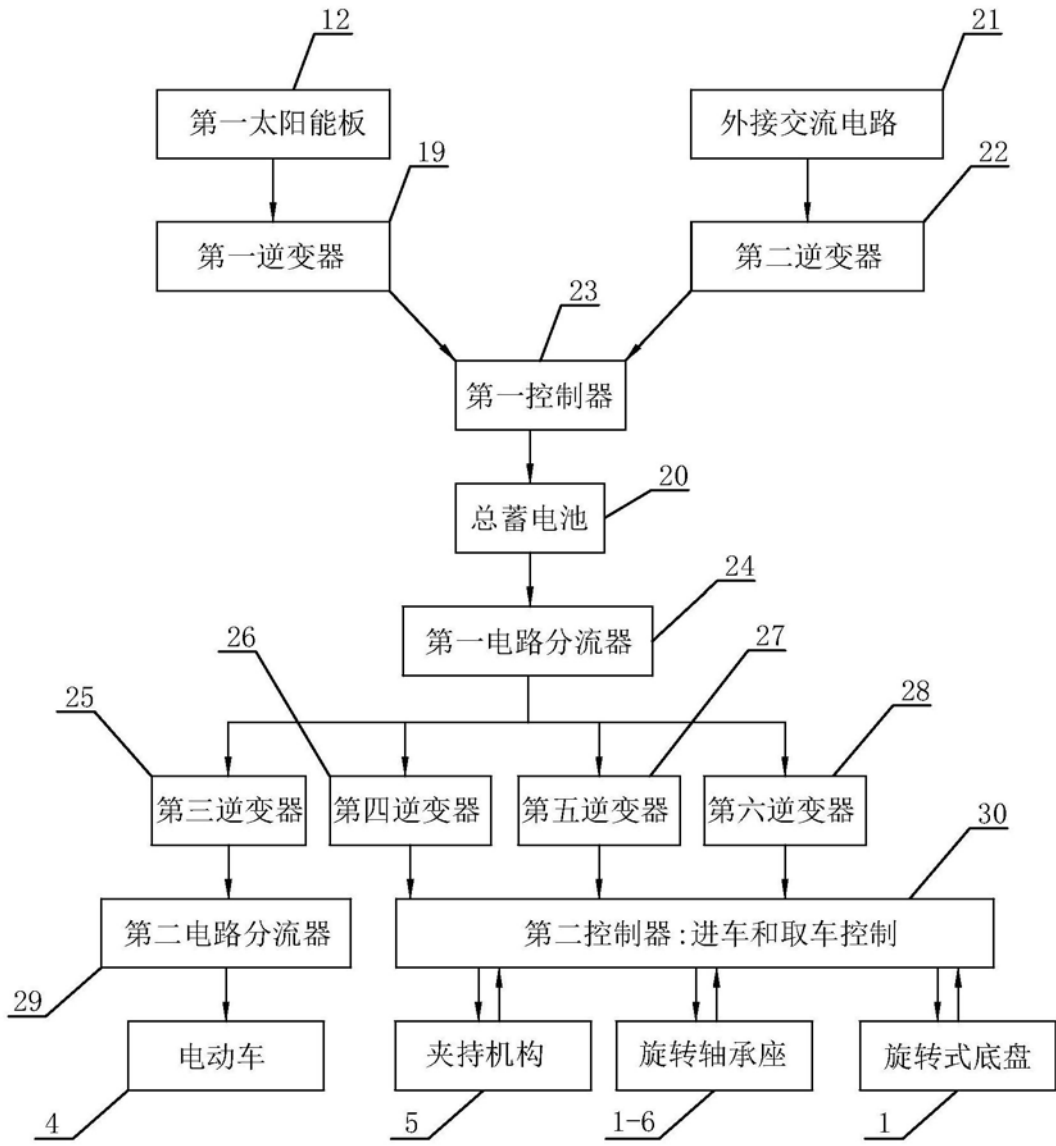 12
21
第一太阳能板
外接交流电路
19
22
第一逆变器
第二逆变器
23
第一控制器
20
总蓄电池
24
第一电路分流器
26
27
25
28
第三逆变器
第四逆变器
第五逆变器
第六逆变器
30
第二电路分流器
第二控制器:进车和取车控制
29
电动车
夹持机构
旋转轴承座
旋转式底盘
4
5
1-6
1